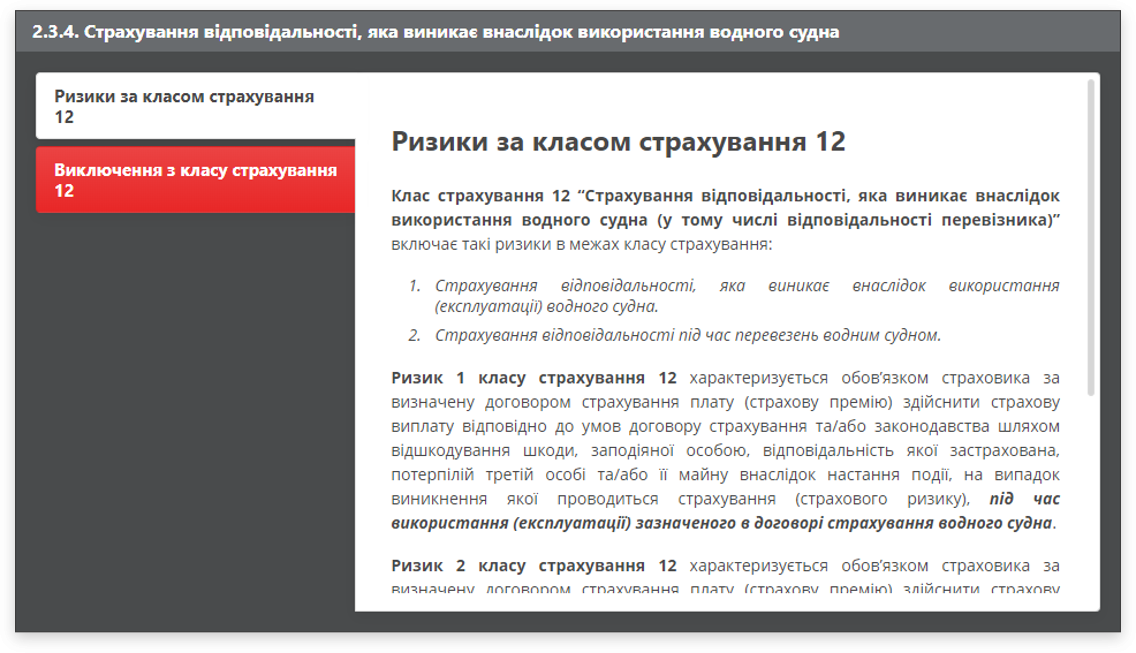 2.3.4. Страхування відповідальності, яка виникає внаслідок використання водного судна
Ризики за класом страхування
12
Виключення з класу страхування
12
Ризики за класом страхування 12
Клас страхування 12 “Страхування відповідальності, яка виникає внаслідок
використання водного судна (у тому числі відповідальності перевізника)”
включає такі ризики в межах класу страхування:
1. Страхування відповідальності, яка виникає внаслідок використання
(експлуатації) водного судна.
2. Страхування відповідальності під час перевезень водним судном.
Ризик 1 класу страхування 12 характеризується обов’язком страховика за
визначену договором страхування плату (страхову премію) здійснити страхову
виплату відповідно до умов договору страхування та/або законодавства шляхом
відшкодування шкоди, заподіяної особою, відповідальність якої застрахована,
потерпілій третій особі та/або її майну внаслідок настання події, на випадок
виникнення якої проводиться страхування (страхового ризику), під час
використання (експлуатації) зазначеного в договорі страхування водного судна.
Ризик 2 класу страхування 12 характеризується обов’язком страховика за
визначену договором страхування плату (страхову премію) здійснити страхову